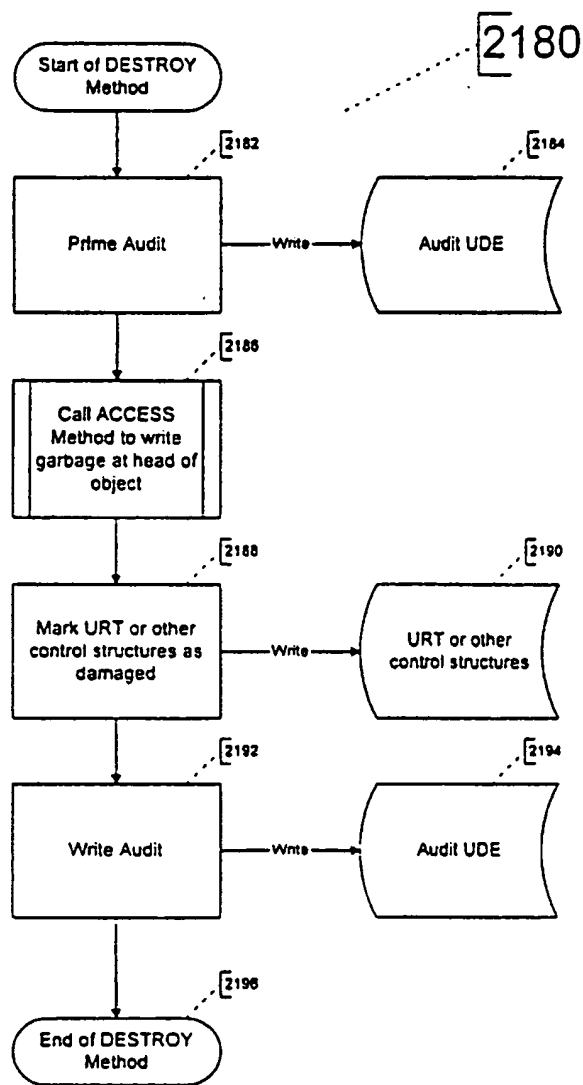 2180
Start of DESTROY
Method
2182
2184
Prime Audit
Write
Audit UDE
2186
Call ACCESS
Method to write
garbage at head of
object
2188
2190
Mark URT or other
control structures as
damaged
Write
URT or other
control structures
2192
2194
Write Audit
Write
Audit UDE
2196
End of DESTROY
Method